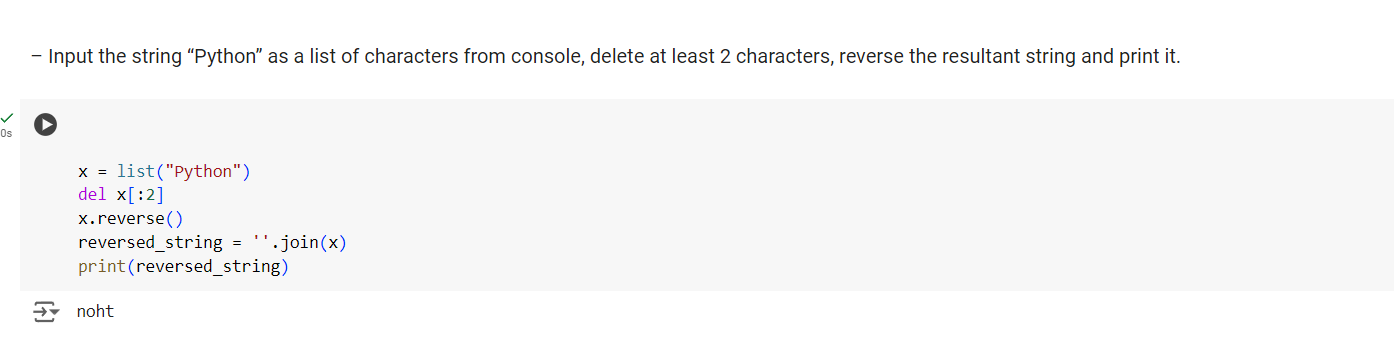 – Input the string “Python” as a list of characters from console, delete at least 2 characters, reverse the resultant string and print it.
0s
x = list("Python")
del x[:2]
x.reverse()
reversed_string = ''.join(x)
print(reversed_string)
noht